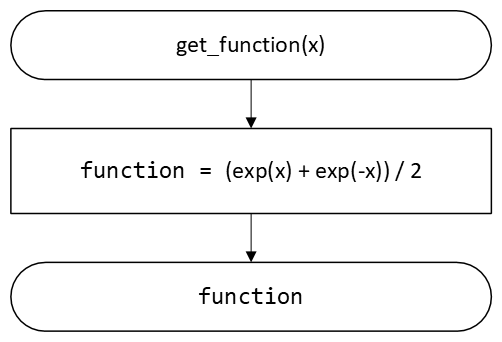 get_function(x)
function = (exp(x) + exp(-x)) / 2
function